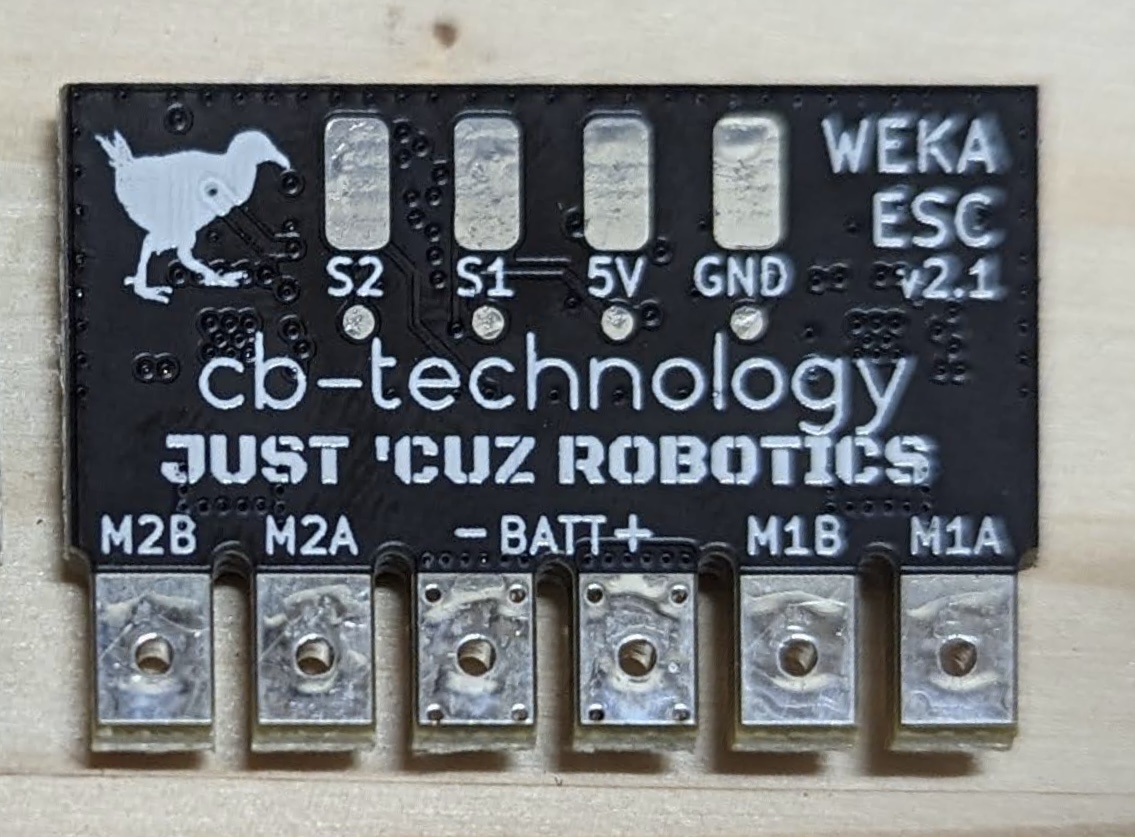 WEKA
ESC
v2.1
S2 S1 5V GND
cb-technology
JUST 'CUZ ROBOTICS
M2B M2A -BATT+ M1B M1A